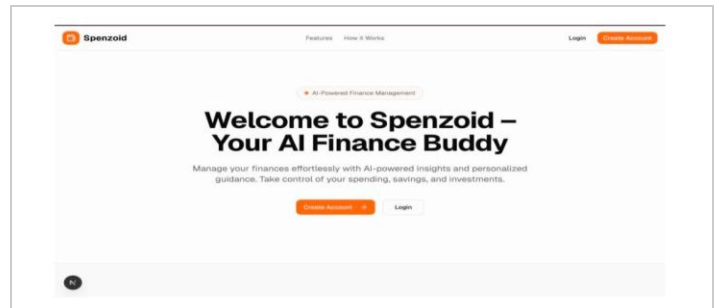 Spenzoid
Features How it Works
Login Create Account
AI-Powered Finance Management
Welcome to Spenzoid –
Your AI Finance Buddy
Manage your finances effortlessly with AI-powered insights and personalized
guidance. Take control of your spending, savings, and investments.
Create Account → Login
N